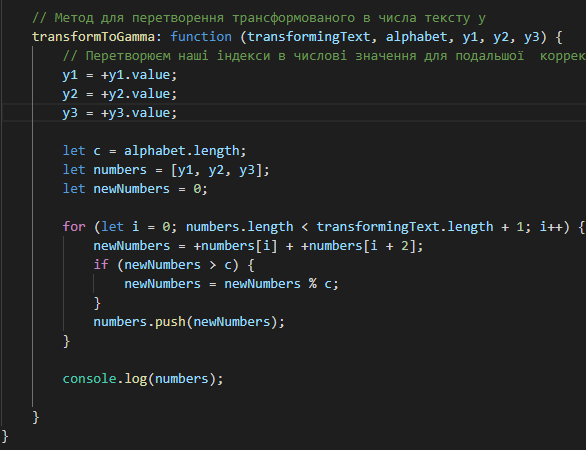 // Метод для перетворення трансформованого в числа тексту у
transformToGamma: function (transformingText, alphabet, y1, y2, y3) {
// Перетворюєм наші індекси в числові значення для подальшої  коррек
y1 = +y1.value;
y2 = +y2.value;
y3 = +y3.value;
let c = alphabet.length;
let numbers = [y1, y2, y3];
let newNumbers = 0;
for (let i = 0; numbers.length < transformingText.length + 1; i++) {
newNumbers = +numbers[i] + +numbers[i + 2];
if (newNumbers > c) {
newNumbers = newNumbers % c;
}
numbers.push(newNumbers);
}
console.log(numbers);
}
}